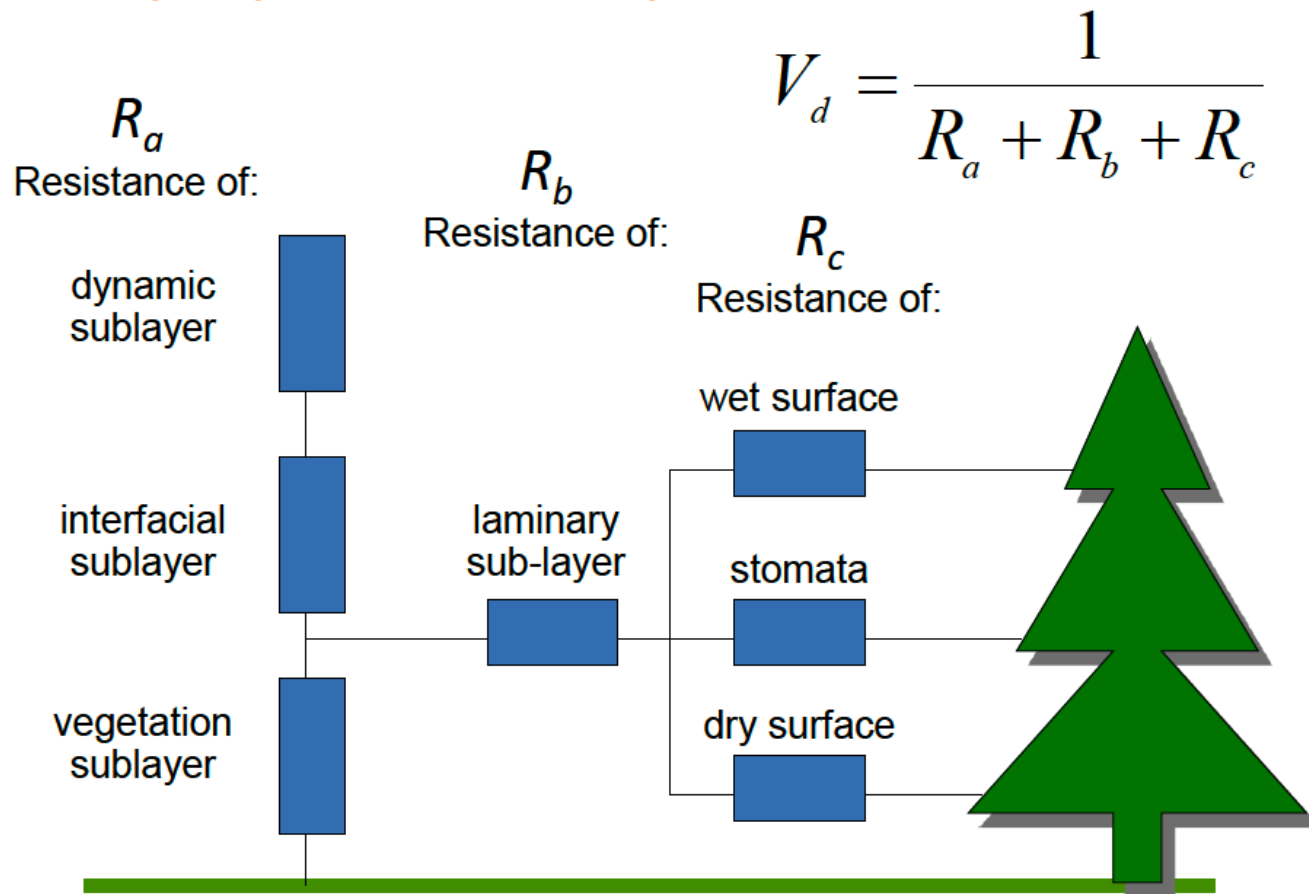 V_d = 1 / (R_a + R_b + R_c)
R_a
Resistance of:
dynamic
sublayer
interfacial
sublayer
vegetation
sublayer
R_b
Resistance of:
laminary
sub-layer
R_c
Resistance of:
wet surface
stomata
dry surface